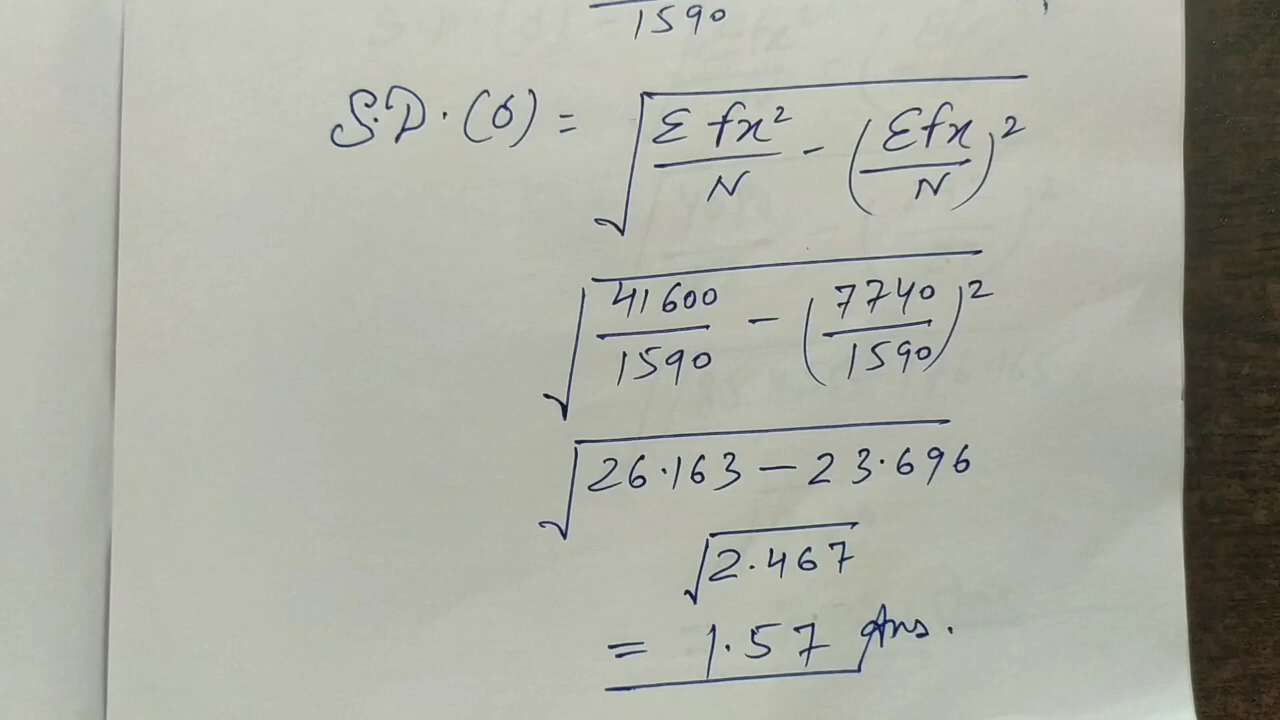 1590
S.D. (σ) = √(Σfx²/N - (Σfx/N)²)
√(41600/1590 - (7740/1590)²)
√(26.163 - 23.696)
√2.467
= 1.57 Ans.